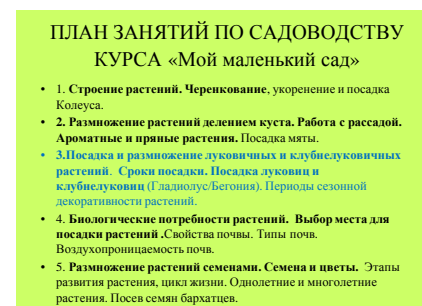 ПЛАН ЗАНЯТИЙ ПО САДОВОДСТВУ
КУРСА «Мой маленький сад»
• 1. Строение растений. Черенкование, укоренение и посадка
Колеуса.
• 2. Размножение растений делением куста. Работа с рассадой.
Ароматные и пряные растения. Посадка мяты.
• 3.Посадка и размножение луковичных и клубнелуковичных
растений. Сроки посадки. Посадка луковиц и
клубнелуковиц (Гладиолус/Бегония). Периоды сезонной
декоративности растений.
• 4. Биологические потребности растений. Выбор места для
посадки растений .Свойства почвы. Типы почв.
Воздухопроницаемость почв.
• 5. Размножение растений семенами. Семена и цветы. Этапы
развития растения, цикл жизни. Однолетние и многолетние
растения. Посев семян бархатцев.